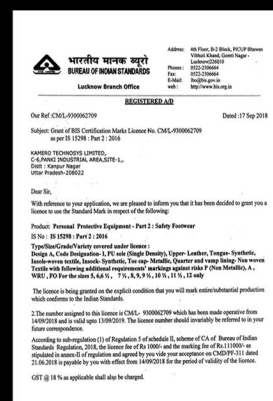 भारतीय मानक ब्यूरो
BUREAU OF INDIAN STANDARDS
Lucknow Branch Office
Address: 4th Floor, B-2 Block, PICUP Bhawan
Vibhuti Khand, Gomti Nagar -
Lucknow226010
Phones : 0522-2306664
Fax: 0522-2306664
E-Mail: lbo@bis.gov.in
web : http://www.bis.org.in
REGISTERED A/D
Our Ref :CM/L-9300062709
Dated :17 Sep 2018
Subject: Grant of BIS Certification Marks Licence No. CM/L-9300062709
as per IS 15298 : Part 2 : 2016
KAMERO TECHNOSYS LIMITED,
C-6,PANKI INDUSTRIAL AREA,SITE-1,,
Distt : Kanpur Nagar
Uttar Pradesh-208022
Dear Sir,
With reference to your application, we are pleased to inform you that it has been decided to grant you a
licence to use the Standard Mark in respect of the following:
Product: Personal Protective Equipment - Part 2 : Safety Footwear
IS No : IS 15298 : Part 2 : 2016
Type/Size/Grade/Variety covered under licence :
Design A, Code Designation- I, PU sole (Single Density), Upper- Leather, Tongue- Synthetic,
Insole-woven textile, Insock- Synthetic, Toe cap- Metallic, Quarter and vamp lining- Non woven
Textile with following additional requirements' markings against risks P (Non Metallic), A ,
WRU , FO For the sizes 5, 6,6 ½ , 7 ½ , 8, 9, 9 ½ , 10 ½ , 11 ½ , 12 only
The licence is being granted on the explicit condition that you will mark entire/substantial production
which conforms to the Indian Standards.
2.The number assigned to this licence is CM/L- 9300062709 which has been made operative from
14/09/2018 and is valid upto 13/09/2019. The licence number should invariably be referred to in your
future correspondence.
According to sub-regulation (1) of Regulation 5 of schedule II, scheme of CA of Bureau of Indian
Standards Regulation, 2018, the licence fee of Rs 1000/- and the marking fee of Rs.111000/- as
stipulated in annex-II of regulation and agreed by you vide your acceptance on CMD/PF-311 dated
21.06.2018 is payable by you with effect from 14/09/2018 for the period of validity of the licence.
GST @ 18 % as applicable shall also be charged.